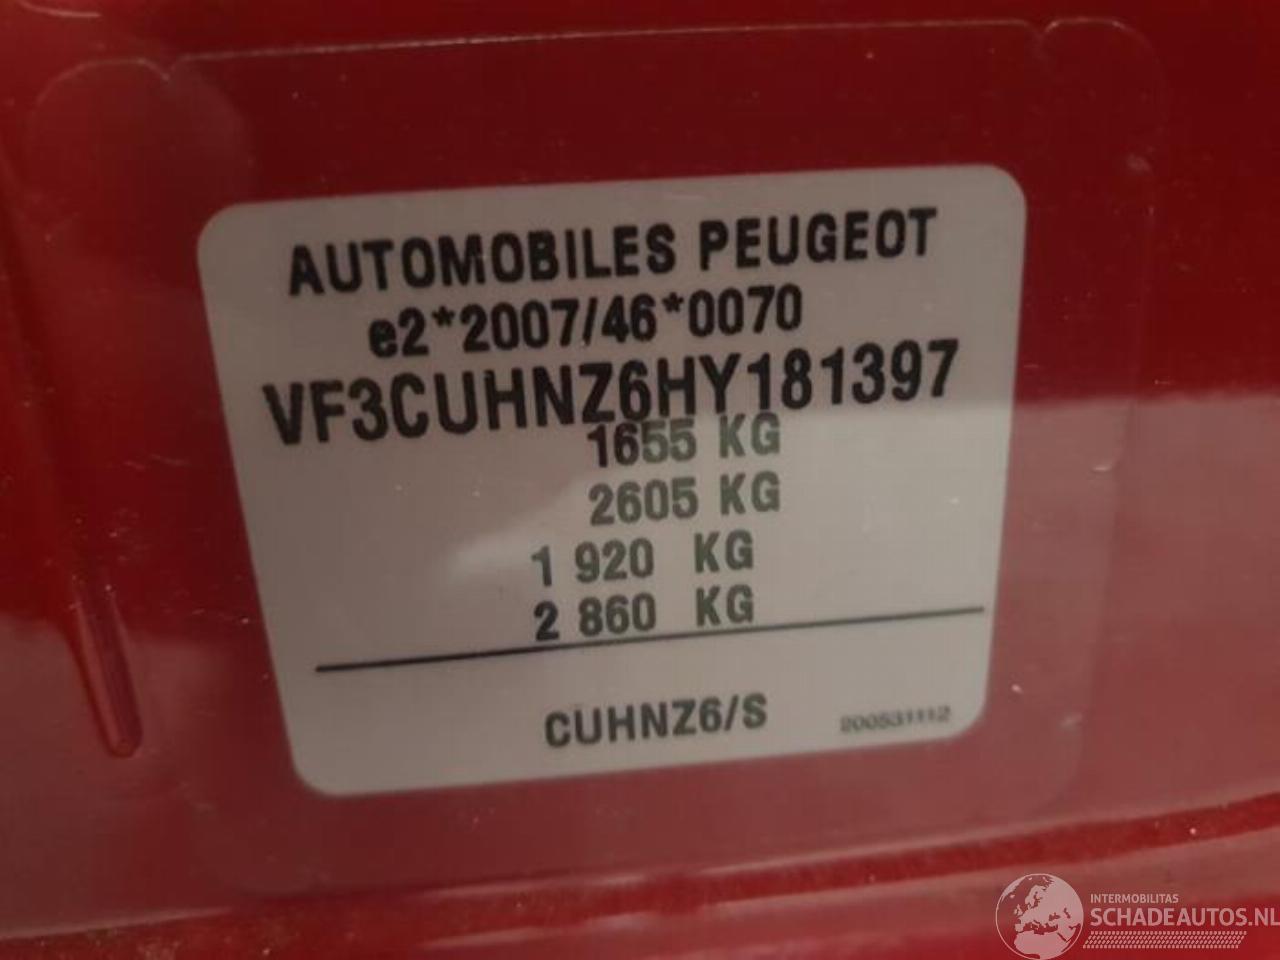 AUTOMOBILES PEUGEOT
e2*2007/46*0070
VF3CUHNZ6HY181397
1655 KG
2605 KG
1 920 KG
2 860 KG
CUHNZ6/S
200531112
INTERMOBILITAS
SCHADEAUTOS.NL